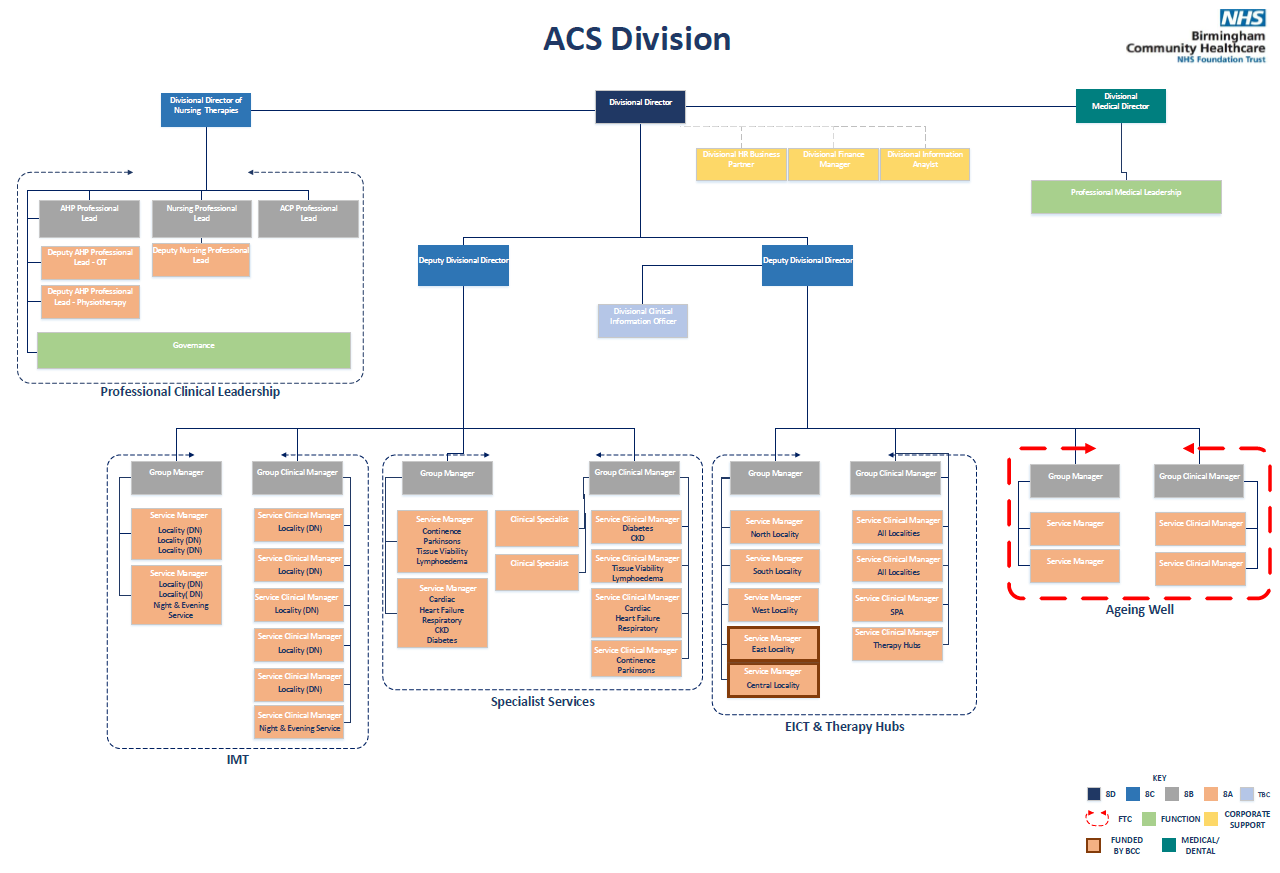 ACS Division
NHS
Birmingham
Community Healthcare
NHS Foundation Trust
Divisional Director of
Nursing Therapies
Divisional Director
Divisional
Medical Director
Divisional HR Business
Partner
Divisional Finance
Manager
Divisional Information
Anaylst
Professional Medical Leadership
AHP Professional
Lead
Nursing Professional
Lead
ACP Professional
Lead
Deputy AHP Professional
Lead - OT
Deputy Nursing Professional
Lead
Deputy AHP Professional
Lead - Physiotherapy
Governance
Professional Clinical Leadership
Deputy Divisional Director
Deputy Divisional Director
Divisional Clinical
Information Officer
Group Manager
Service Manager
Locality (DN)
Locality (DN)
Locality (DN)
Service Manager
Locality (DN)
Locality( DN)
Night & Evening
Service
Group Clinical Manager
Service Clinical Manager
Locality (DN)
Service Clinical Manager
Locality (DN)
Service Clinical Manager
Locality (DN)
Service Clinical Manager
Locality (DN)
Service Clinical Manager
Locality (DN)
Service Clinical Manager
Night & Evening Service
IMT
Group Manager
Service Manager
Continence
Parkinsons
Tissue Viability
Lymphoedema
Service Manager
Cardiac
Heart Failure
Respiratory
CKD
Diabetes
Clinical Specialist
Clinical Specialist
Group Clinical Manager
Service Clinical Manager
Diabetes
CKD
Service Clinical Manager
Tissue Viability
Lymphoedema
Service Clinical Manager
Cardiac
Heart Failure
Respiratory
Service Clinical Manager
Continence
Parkinsons
Specialist Services
Group Manager
Service Manager
North Locality
Service Manager
South Locality
Service Manager
West Locality
Service Manager
East Locality
Service Manager
Central Locality
Group Clinical Manager
Service Clinical Manager
All Localities
Service Clinical Manager
All Localities
Service Clinical Manager
SPA
Service Clinical Manager
Therapy Hubs
EICT & Therapy Hubs
Group Manager
Service Manager
Service Manager
Group Clinical Manager
Service Clinical Manager
Service Clinical Manager
Ageing Well
KEY
8D
8C
8B
8A
TBC
FTC
FUNCTION
CORPORATE
SUPPORT
FUNDED
BY BCC
MEDICAL/
DENTAL